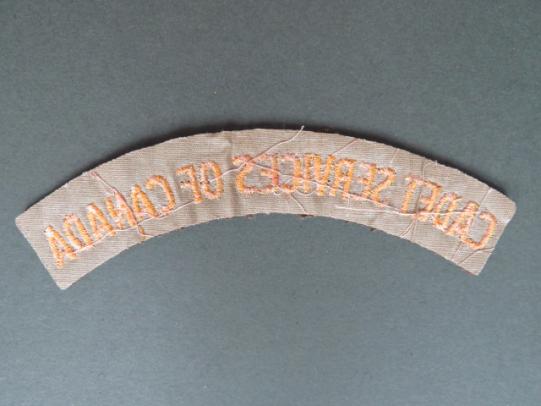 CADET SERVICES OF CANADA